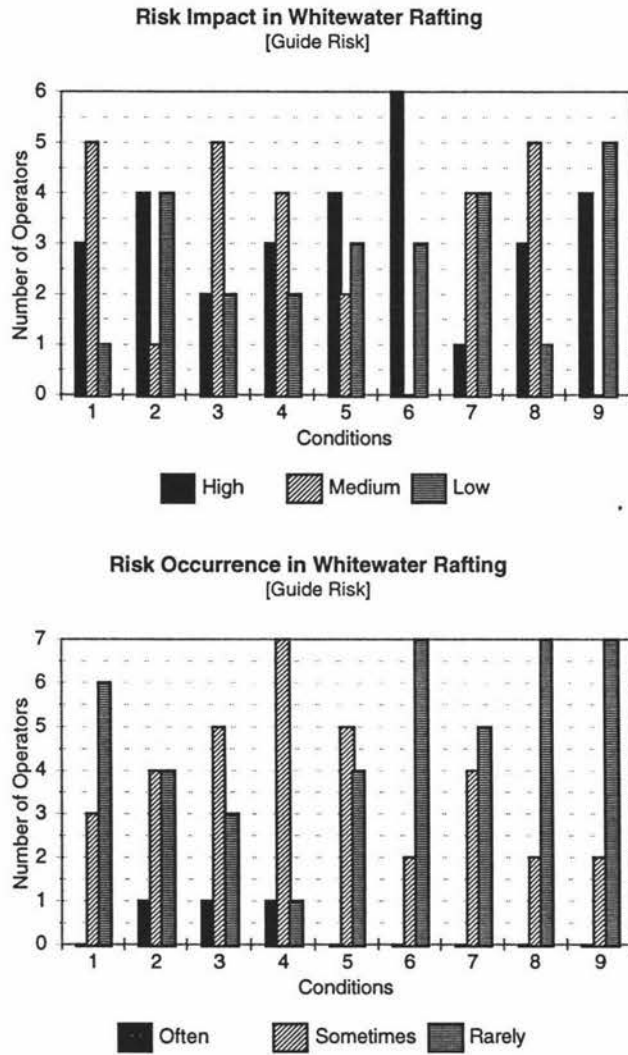 Risk Impact in Whitewater Rafting
[Guide Risk]
6
5
4
3
2
1
0
Number of Operators
1 2 3 4 5 6 7 8 9
Conditions
High Medium Low
Risk Occurrence in Whitewater Rafting
[Guide Risk]
7
6
5
4
3
2
1
0
Number of Operators
1 2 3 4 5 6 7 8 9
Conditions
Often Sometimes Rarely